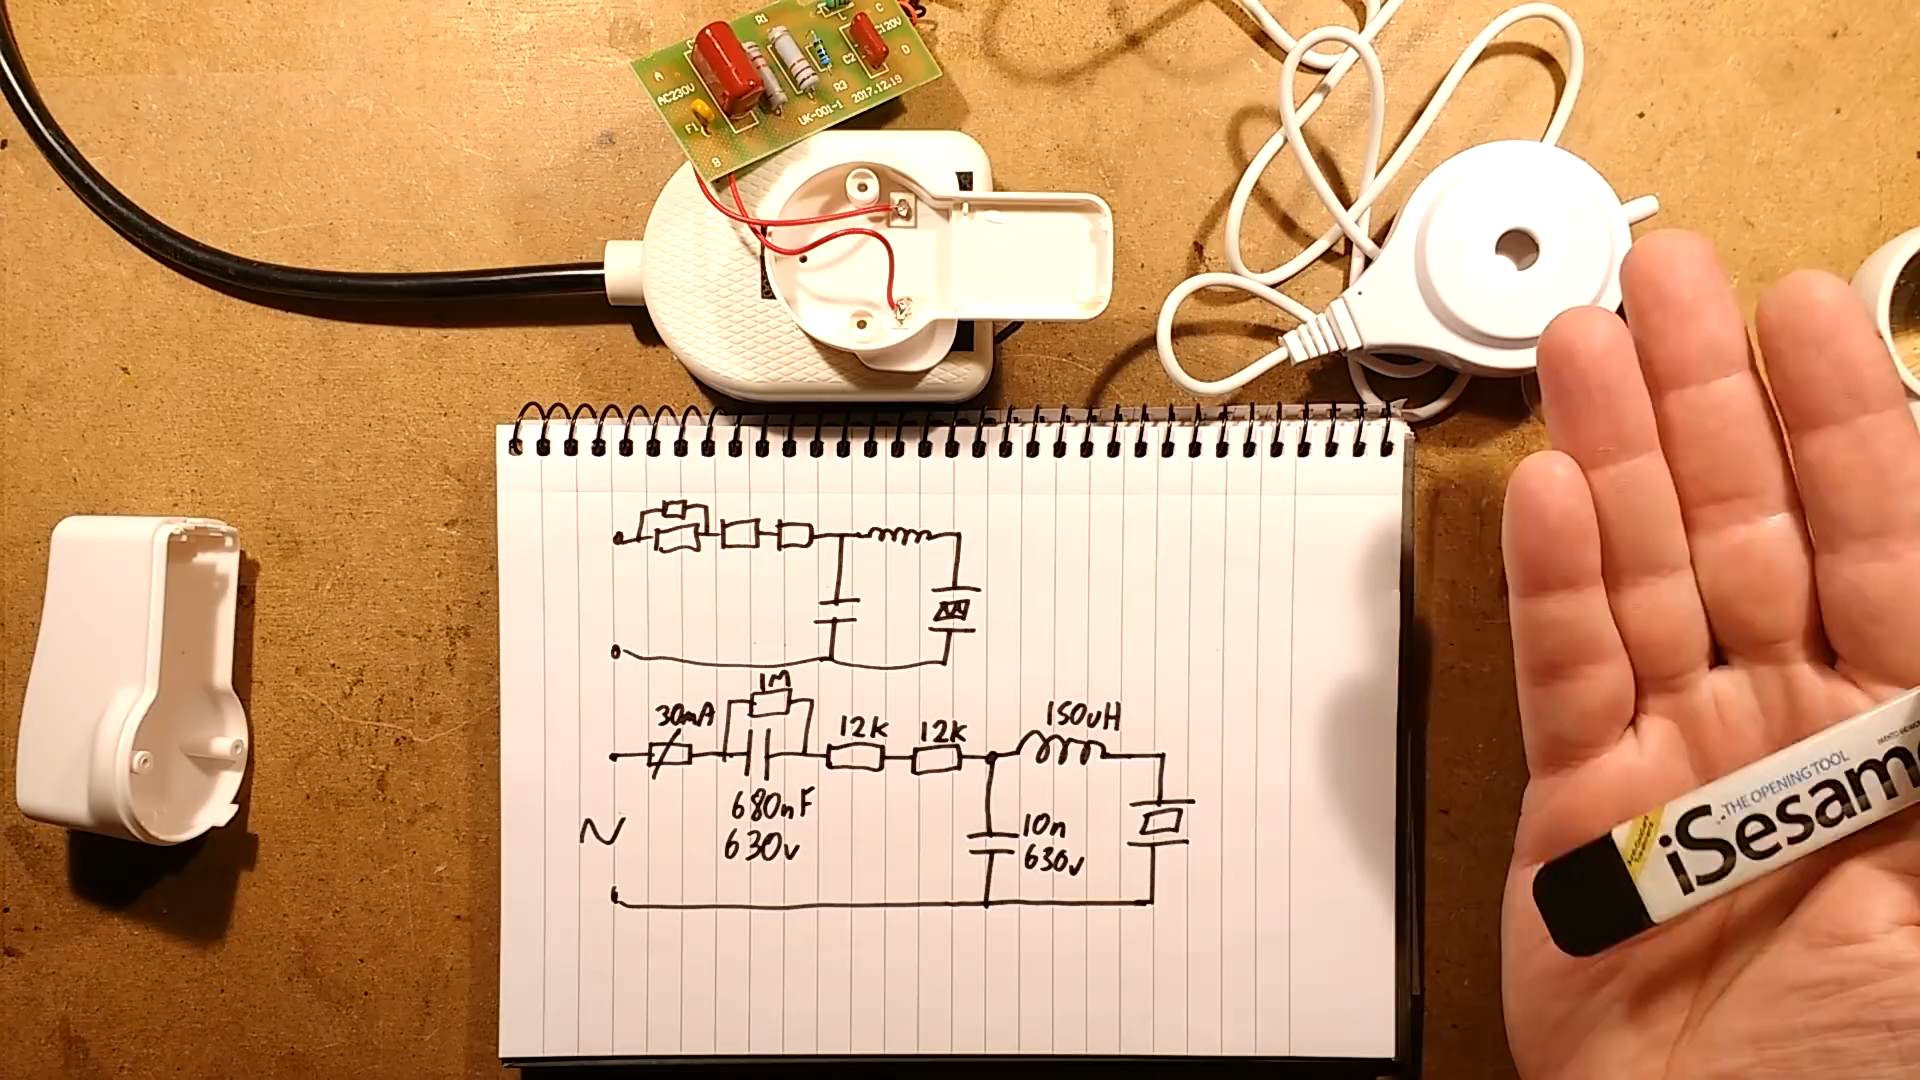 R1
C
AC120V
A
C2
D
AC230V
R3
2017.12.19
F1
UK-001-1
B
1M
30mA
12K
12K
150uH
680nF
630v
10n
630v
N
...THE OPENING TOOL
iSesam